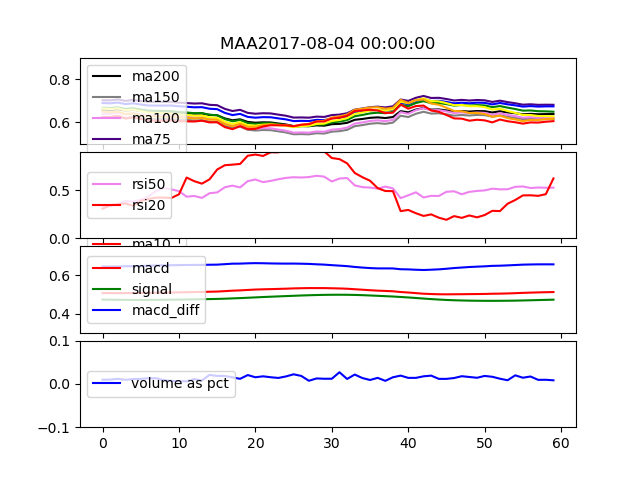 MAA2017-08-04 00:00:00
0.8
0.6
ma200
ma150
ma100
ma75
0.5
0.0
rsi50
rsi20
ma10
0.6
0.4
macd
signal
macd_diff
0.1
0.0
−0.1
volume as pct
0 10 20 30 40 50 60